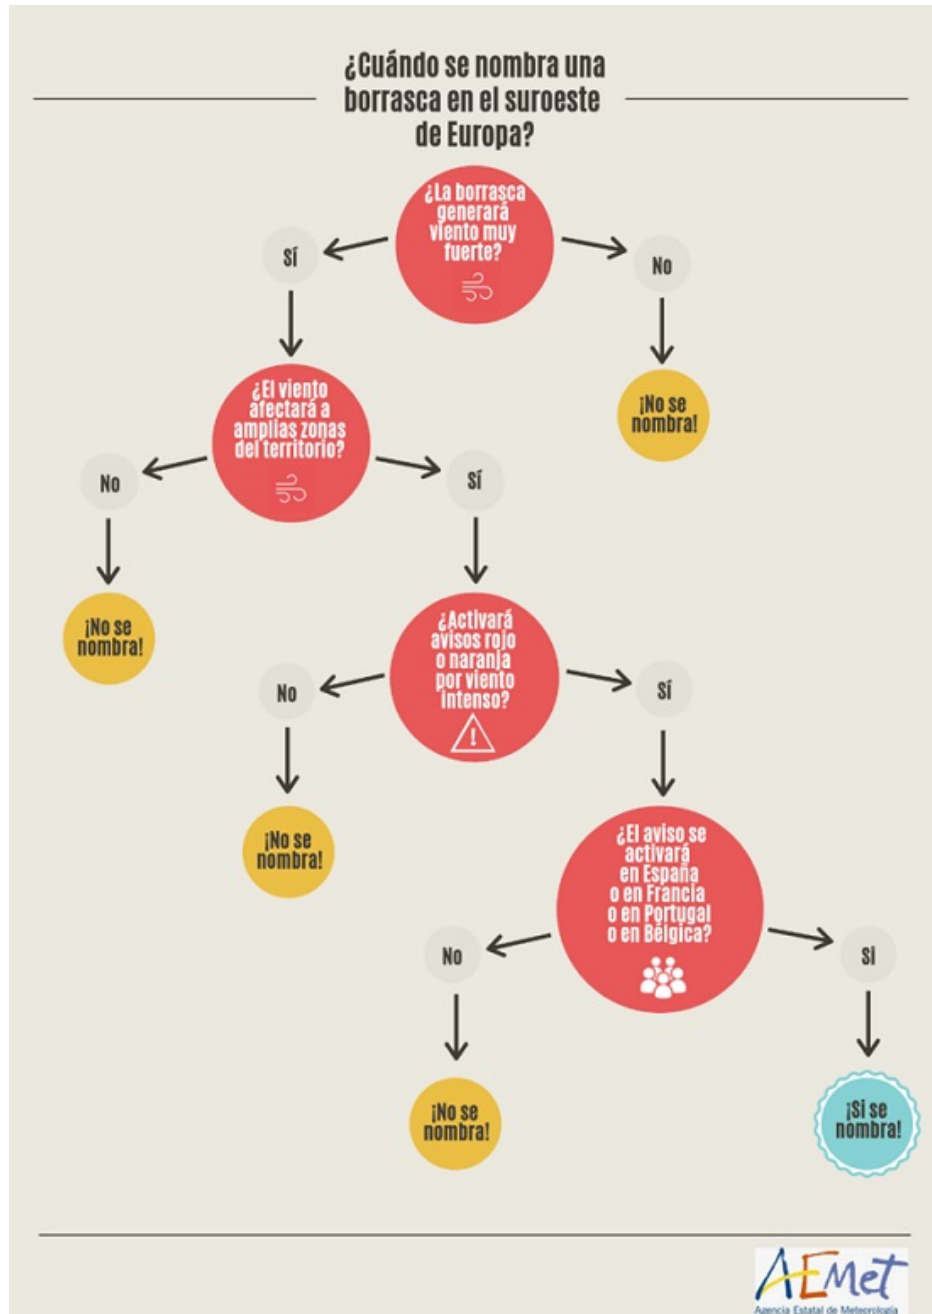 ¿Cuándo se nombra una
borrasca en el suroeste
de Europa?
¿La borrasca
generará
viento muy
fuerte?
Sí
No
¡No se
nombra!
¿El viento
afectará a
amplias zonas
del territorio?
No
Sí
¡No se
nombra!
¿Activará
avisos rojo
o naranja
por viento
intenso?
No
Sí
¡No se
nombra!
¿El aviso se
activará
en España
o en Francia
o en Portugal
o en Bélgica?
No
Si
¡No se
nombra!
¡Si se
nombra!
AEMet
Agencia Estatal de Meteorología